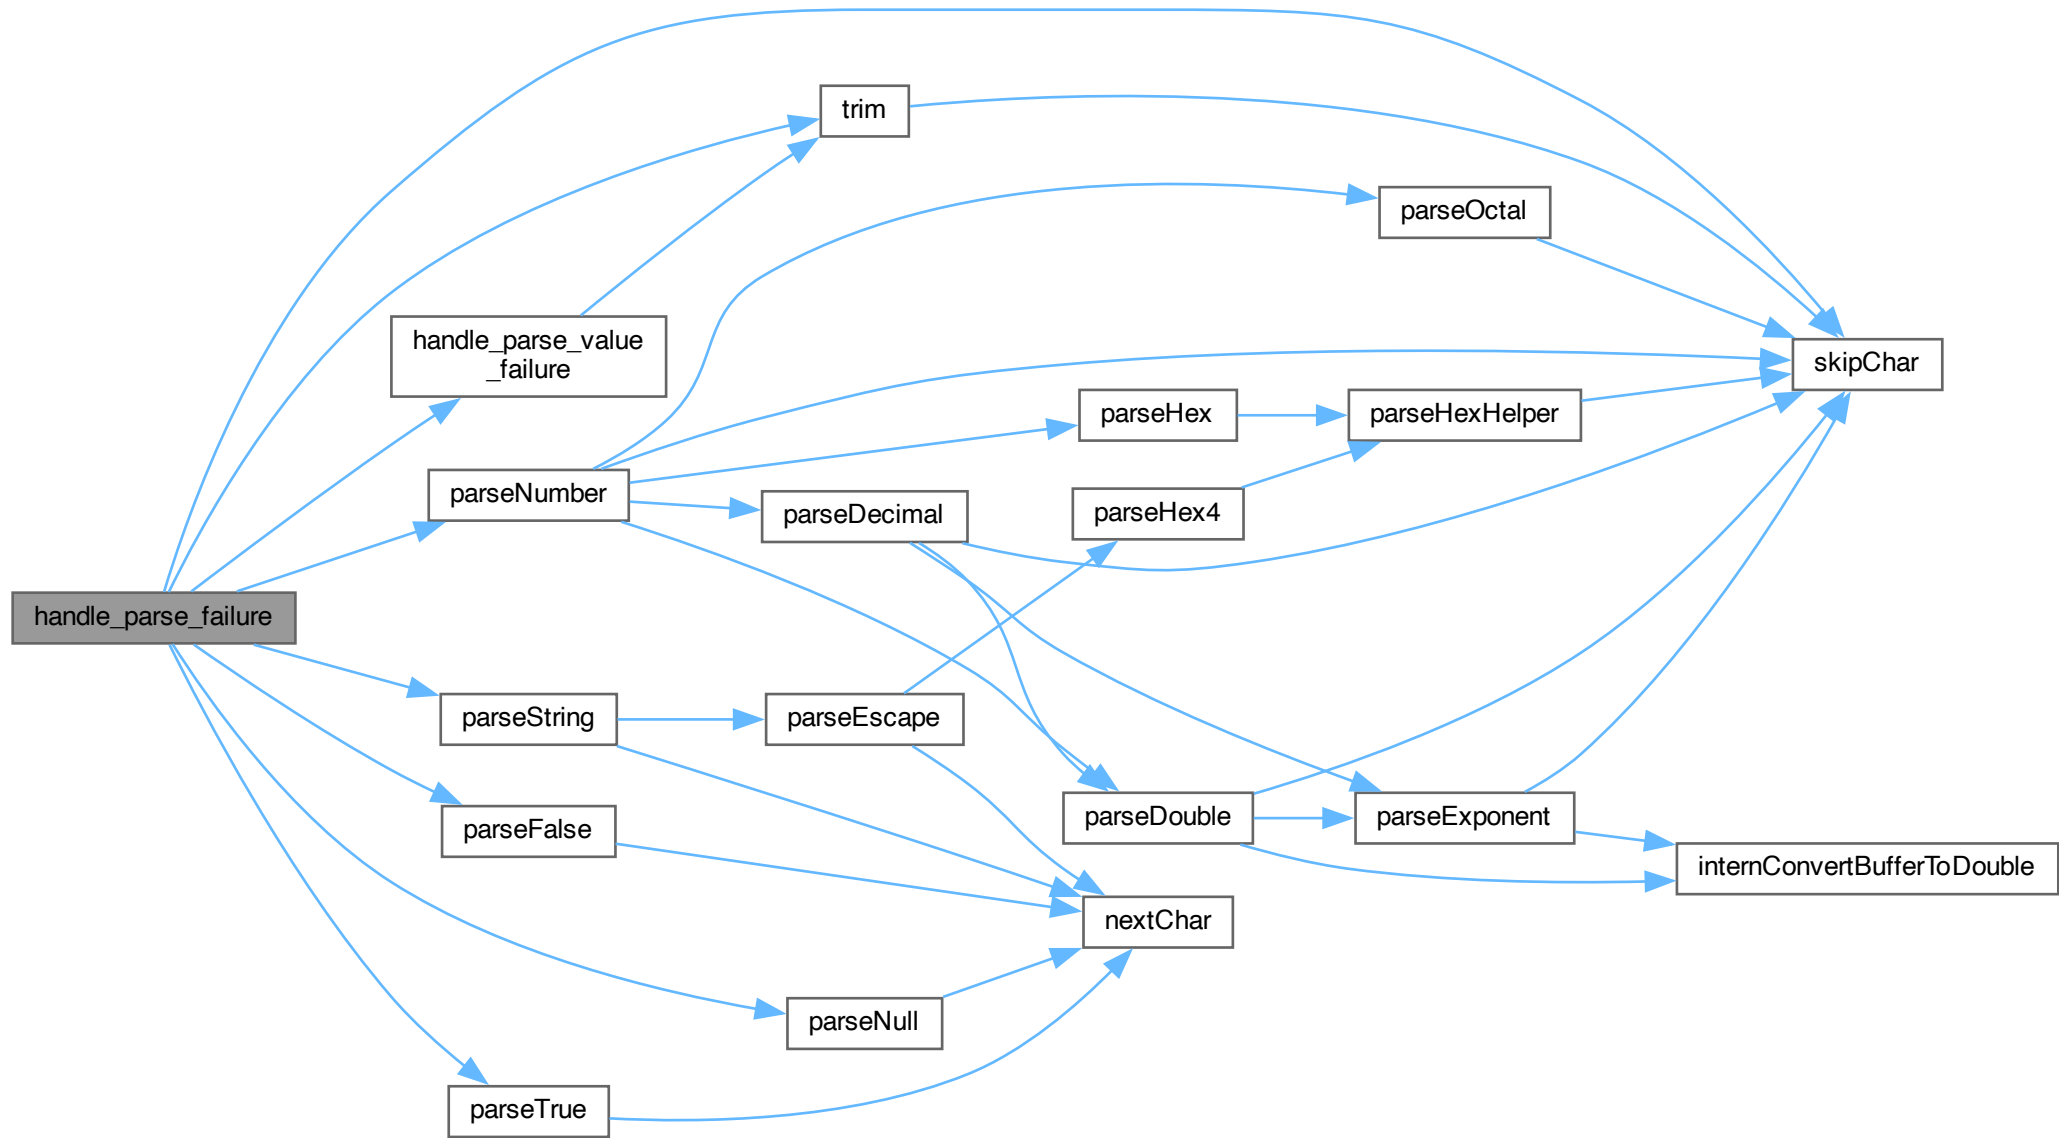 trim
parseOctal
handle_parse_value
_failure
skipChar
parseHex
parseHexHelper
parseNumber
parseDecimal
parseHex4
handle_parse_failure
parseString
parseEscape
parseFalse
parseDouble
parseExponent
internConvertBufferToDouble
nextChar
parseNull
parseTrue